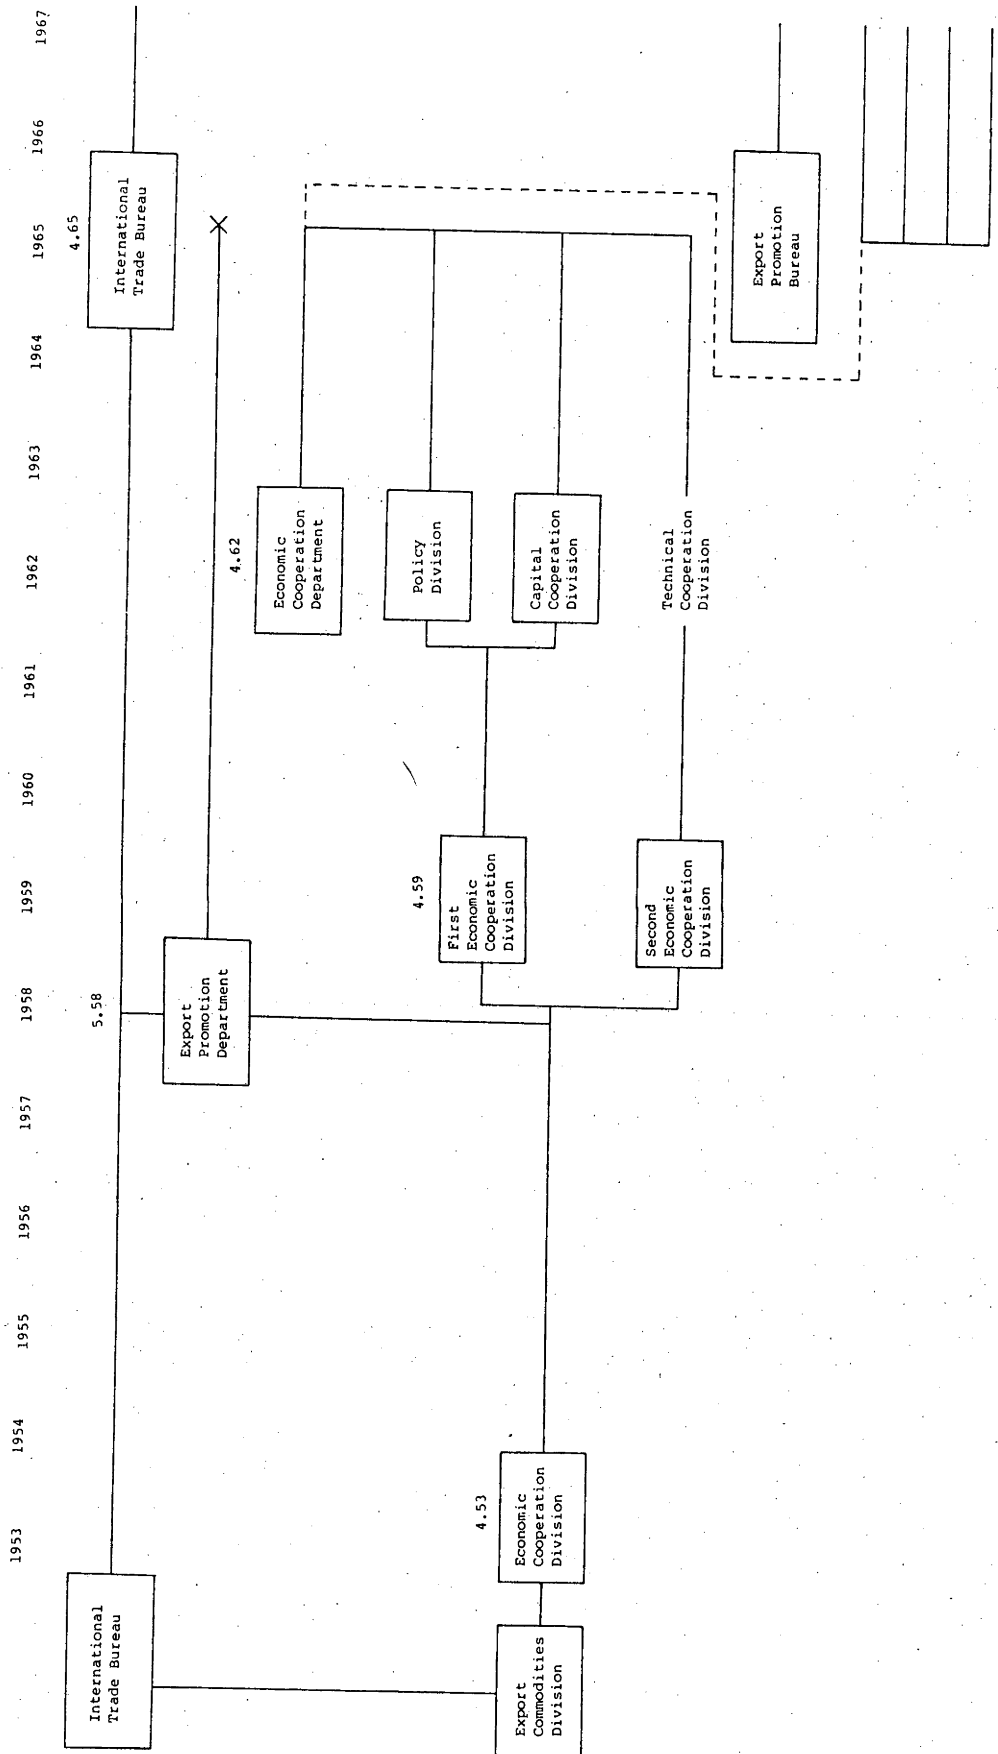 1953
1954
1955
1956
1957
1958
1959
1960
1961
1962
1963
1964
1965
1966
1967
International
Trade Bureau
5.58
4.65
International
Trade Bureau
Export
Promotion
Department
4.62
Economic
Cooperation
Department
Policy
Division
4.59
First
Economic
Cooperation
Division
Capital
Cooperation
Division
4.53
Export
Commodities
Division
Economic
Cooperation
Division
Second
Economic
Cooperation
Division
Technical
Cooperation
Division
Export
Promotion
Bureau